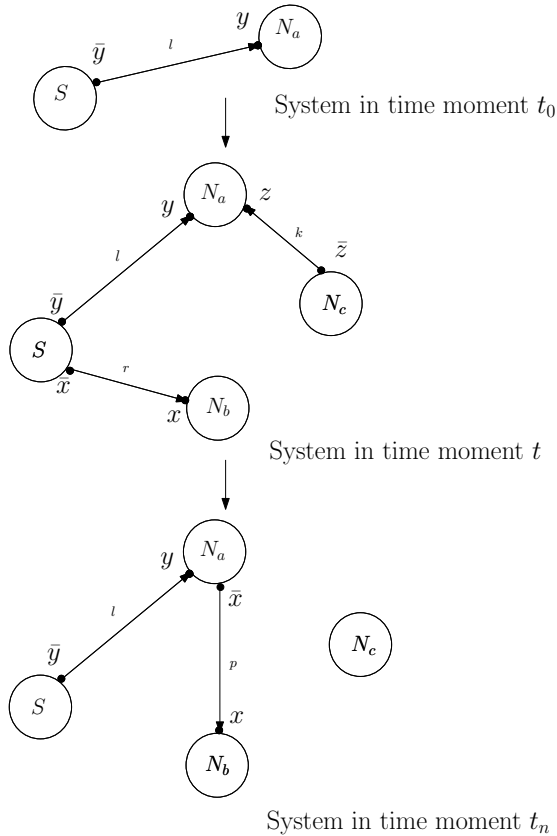 y
N_a
l
ȳ
S
System in time moment t_0
N_a
z
y
k
l
z̄
N_c
ȳ
S
r
x̄
x
N_b
System in time moment t
N_a
y
x̄
l
N_c
ȳ
p
S
x
N_b
System in time moment t_n